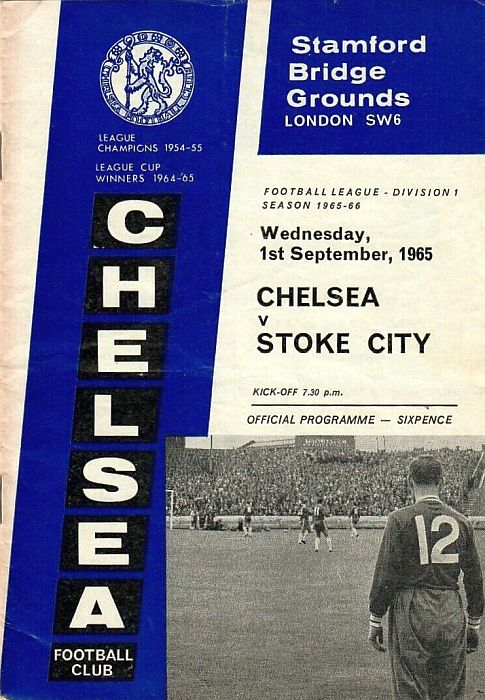 Stamford
Bridge
Grounds
LONDON SW6
LEAGUE
CHAMPIONS 1954-55
LEAGUE CUP
WINNERS 1964-65
FOOTBALL LEAGUE - DIVISION 1
SEASON 1965-66
Wednesday,
1st September, 1965
CHELSEA
v
STOKE CITY
KICK-OFF 7.30 p.m.
OFFICIAL PROGRAMME — SIXPENCE
CHELSEA
FOOTBALL
CLUB
12